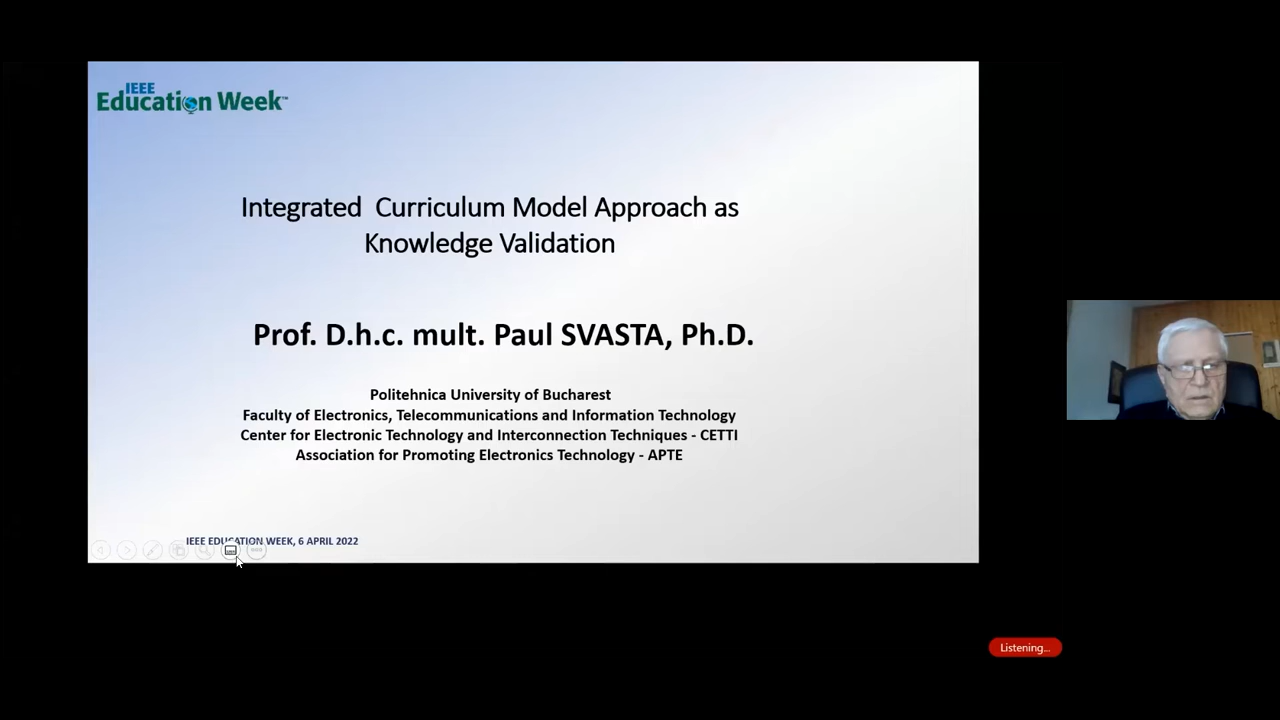 IEEE
Education Week™
Integrated Curriculum Model Approach as
Knowledge Validation
Prof. D.h.c. mult. Paul SVASTA, Ph.D.
Politehnica University of Bucharest
Faculty of Electronics, Telecommunications and Information Technology
Center for Electronic Technology and Interconnection Techniques - CETTI
Association for Promoting Electronics Technology - APTE
IEEE EDUCATION WEEK, 6 APRIL 2022
Listening...